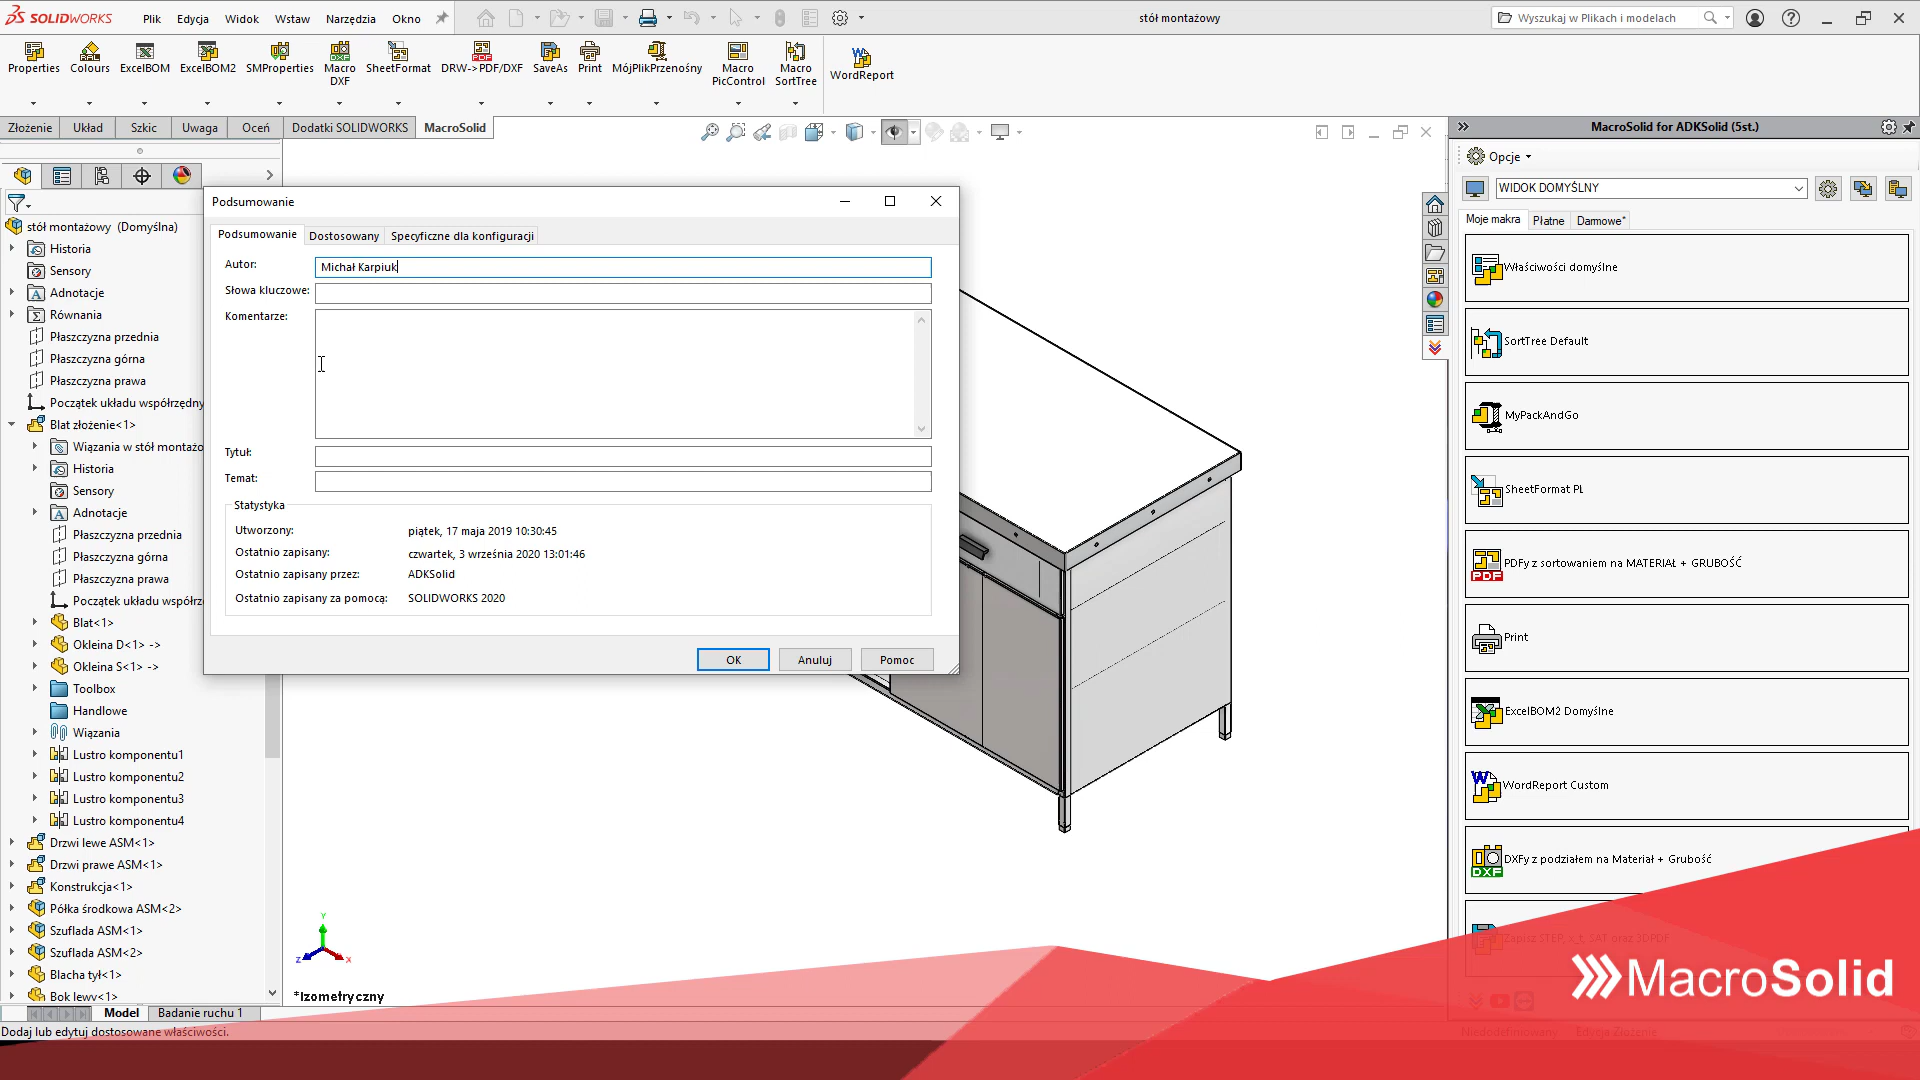 SOLIDWORKS
Plik Edycja Widok Wstaw Narzędzia Okno
stół montażowy
Wyszukaj w Plikach i modelach
Properties
Colours
ExcelBOM
ExcelBOM2
SMProperties
Macro DXF
SheetFormat
DRW->PDF/DXF
SaveAs
Print
MójPlikPrzenośny
Macro PicControl
Macro SortTree
WordReport
Złożenie Układ Szkic Uwaga Oceń Dodatki SOLIDWORKS MacroSolid
stół montażowy (Domyślna)
Historia
Sensory
Adnotacje
Równania
Płaszczyzna przednia
Płaszczyzna górna
Płaszczyzna prawa
Początek układu współrzędny
Blat złożenie<1>
Wiązania w stół montażo
Historia
Sensory
Adnotacje
Płaszczyzna przednia
Płaszczyzna górna
Płaszczyzna prawa
Początek układu współrzę
Blat<1>
Okleina D<1> ->
Okleina S<1> ->
Toolbox
Handlowe
Wiązania
Lustro komponentu1
Lustro komponentu2
Lustro komponentu3
Lustro komponentu4
Drzwi lewe ASM<1>
Drzwi prawe ASM<1>
Konstrukcja<1>
Półka środkowa ASM<2>
Szuflada ASM<1>
Szuflada ASM<2>
Blacha tył<1>
Bok lewy<1>
Model Badanie ruchu 1
Dodaj lub edytuj dostosowane właściwości.
Podsumowanie
Podsumowanie Dostosowany Specyficzne dla konfiguracji
Autor: Michał Karpiuk
Słowa kluczowe:
Komentarze:
Tytuł:
Temat:
Statystyka
Utworzony: piątek, 17 maja 2019 10:30:45
Ostatnio zapisany: czwartek, 3 września 2020 13:01:46
Ostatnio zapisany przez: ADKSolid
Ostatnio zapisany za pomocą: SOLIDWORKS 2020
OK Anuluj Pomoc
Y
Z X
*Izometryczny
MacroSolid for ADKSolid (5st.)
Opcje
WIDOK DOMYŚLNY
Moje makra Płatne Darmowe*
Właściwości domyślne
SortTree Default
MyPackAndGo
SheetFormat PL
PDFy z sortowaniem na MATERIAŁ + GRUBOŚĆ
Print
ExcelBOM2 Domyślne
WordReport Custom
DXFy z podziałem na Materiał + Grubość
Zapisz STEP, x_t, SAT oraz 3DPDF
MacroSolid
Niedodefiniowany Edycja Złożenie